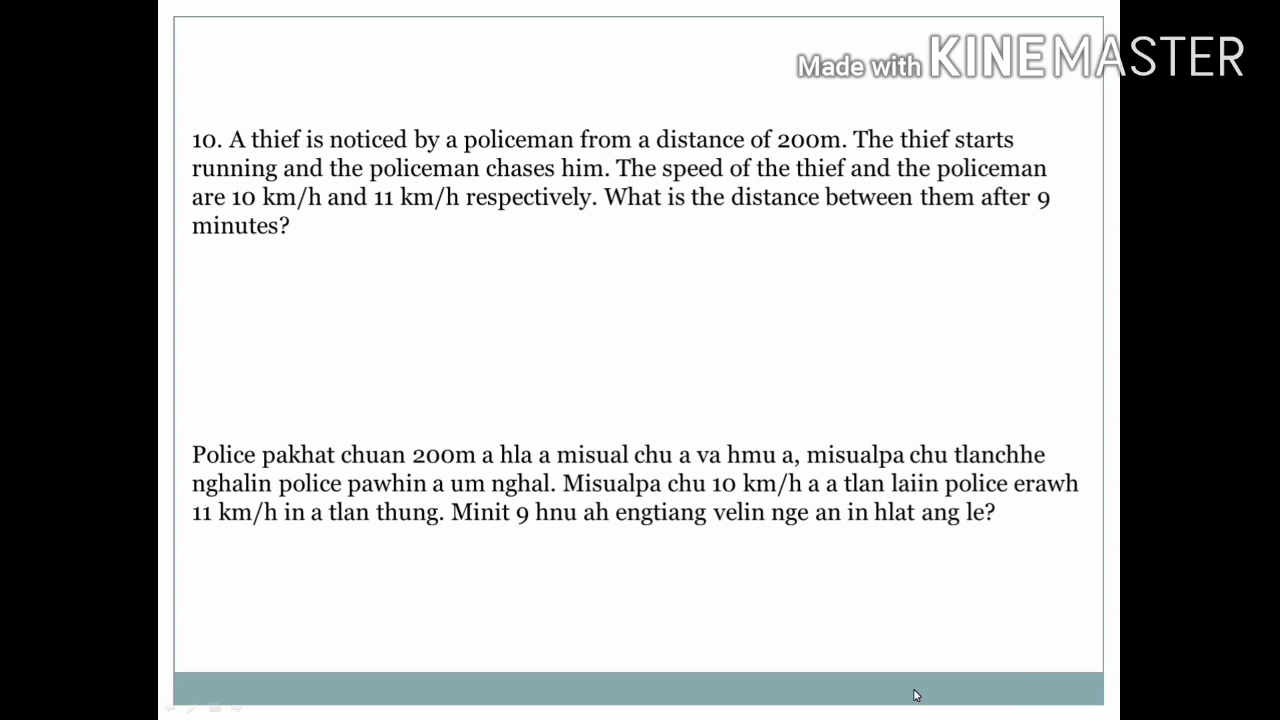 Made with KINEMASTER
10. A thief is noticed by a policeman from a distance of 200m. The thief starts
running and the policeman chases him. The speed of the thief and the policeman
are 10 km/h and 11 km/h respectively. What is the distance between them after 9
minutes?
Police pakhat chuan 200m a hla a misual chu a va hmu a, misualpa chu tlanchhe
nghalin police pawhin a um nghal. Misualpa chu 10 km/h a a tlan laiin police erawh
11 km/h in a tlan thung. Minit 9 hnu ah engtiang velin nge an in hlat ang le?